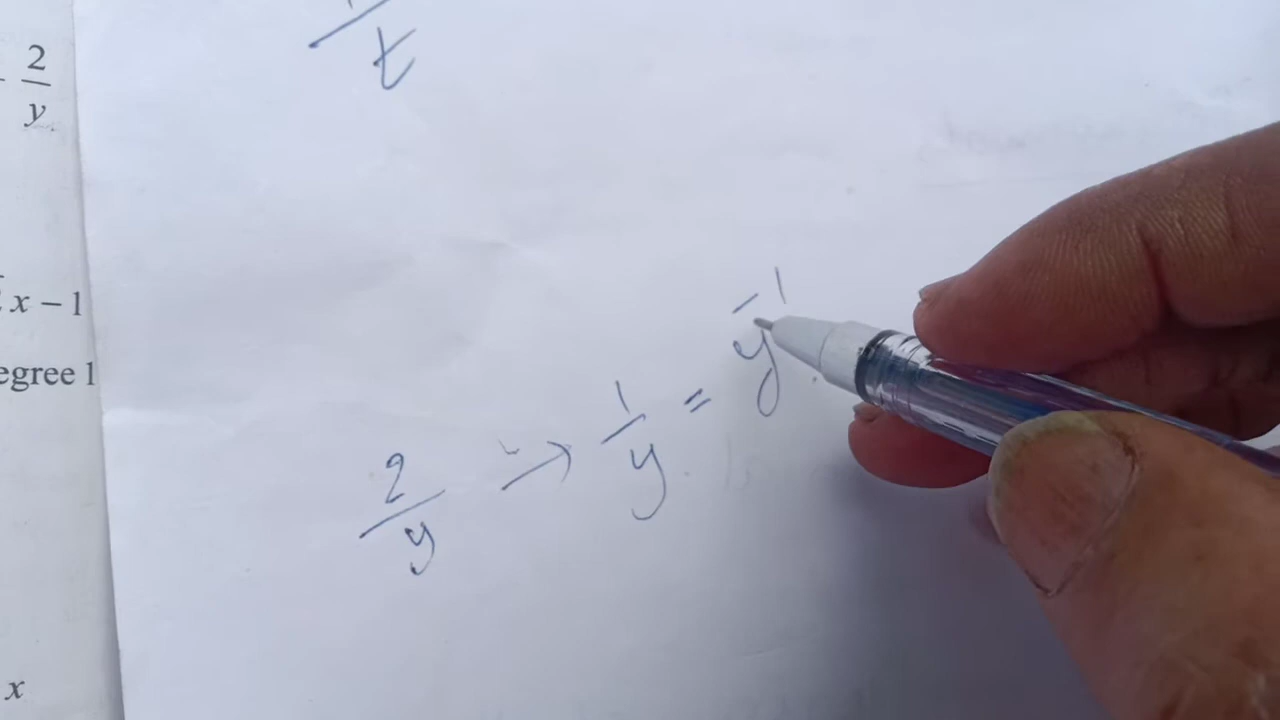 2/y
x − 1
egree 1
x
t
2/y → 1/y = y⁻¹